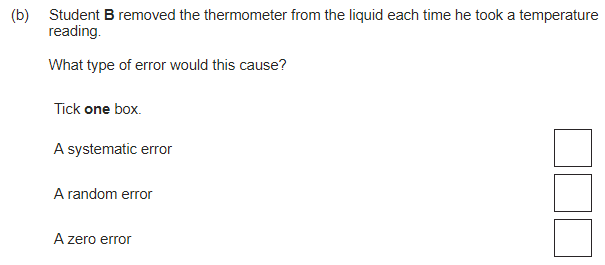 (b) Student B removed the thermometer from the liquid each time he took a temperature
reading.
What type of error would this cause?
Tick one box.
A systematic error
A random error
A zero error